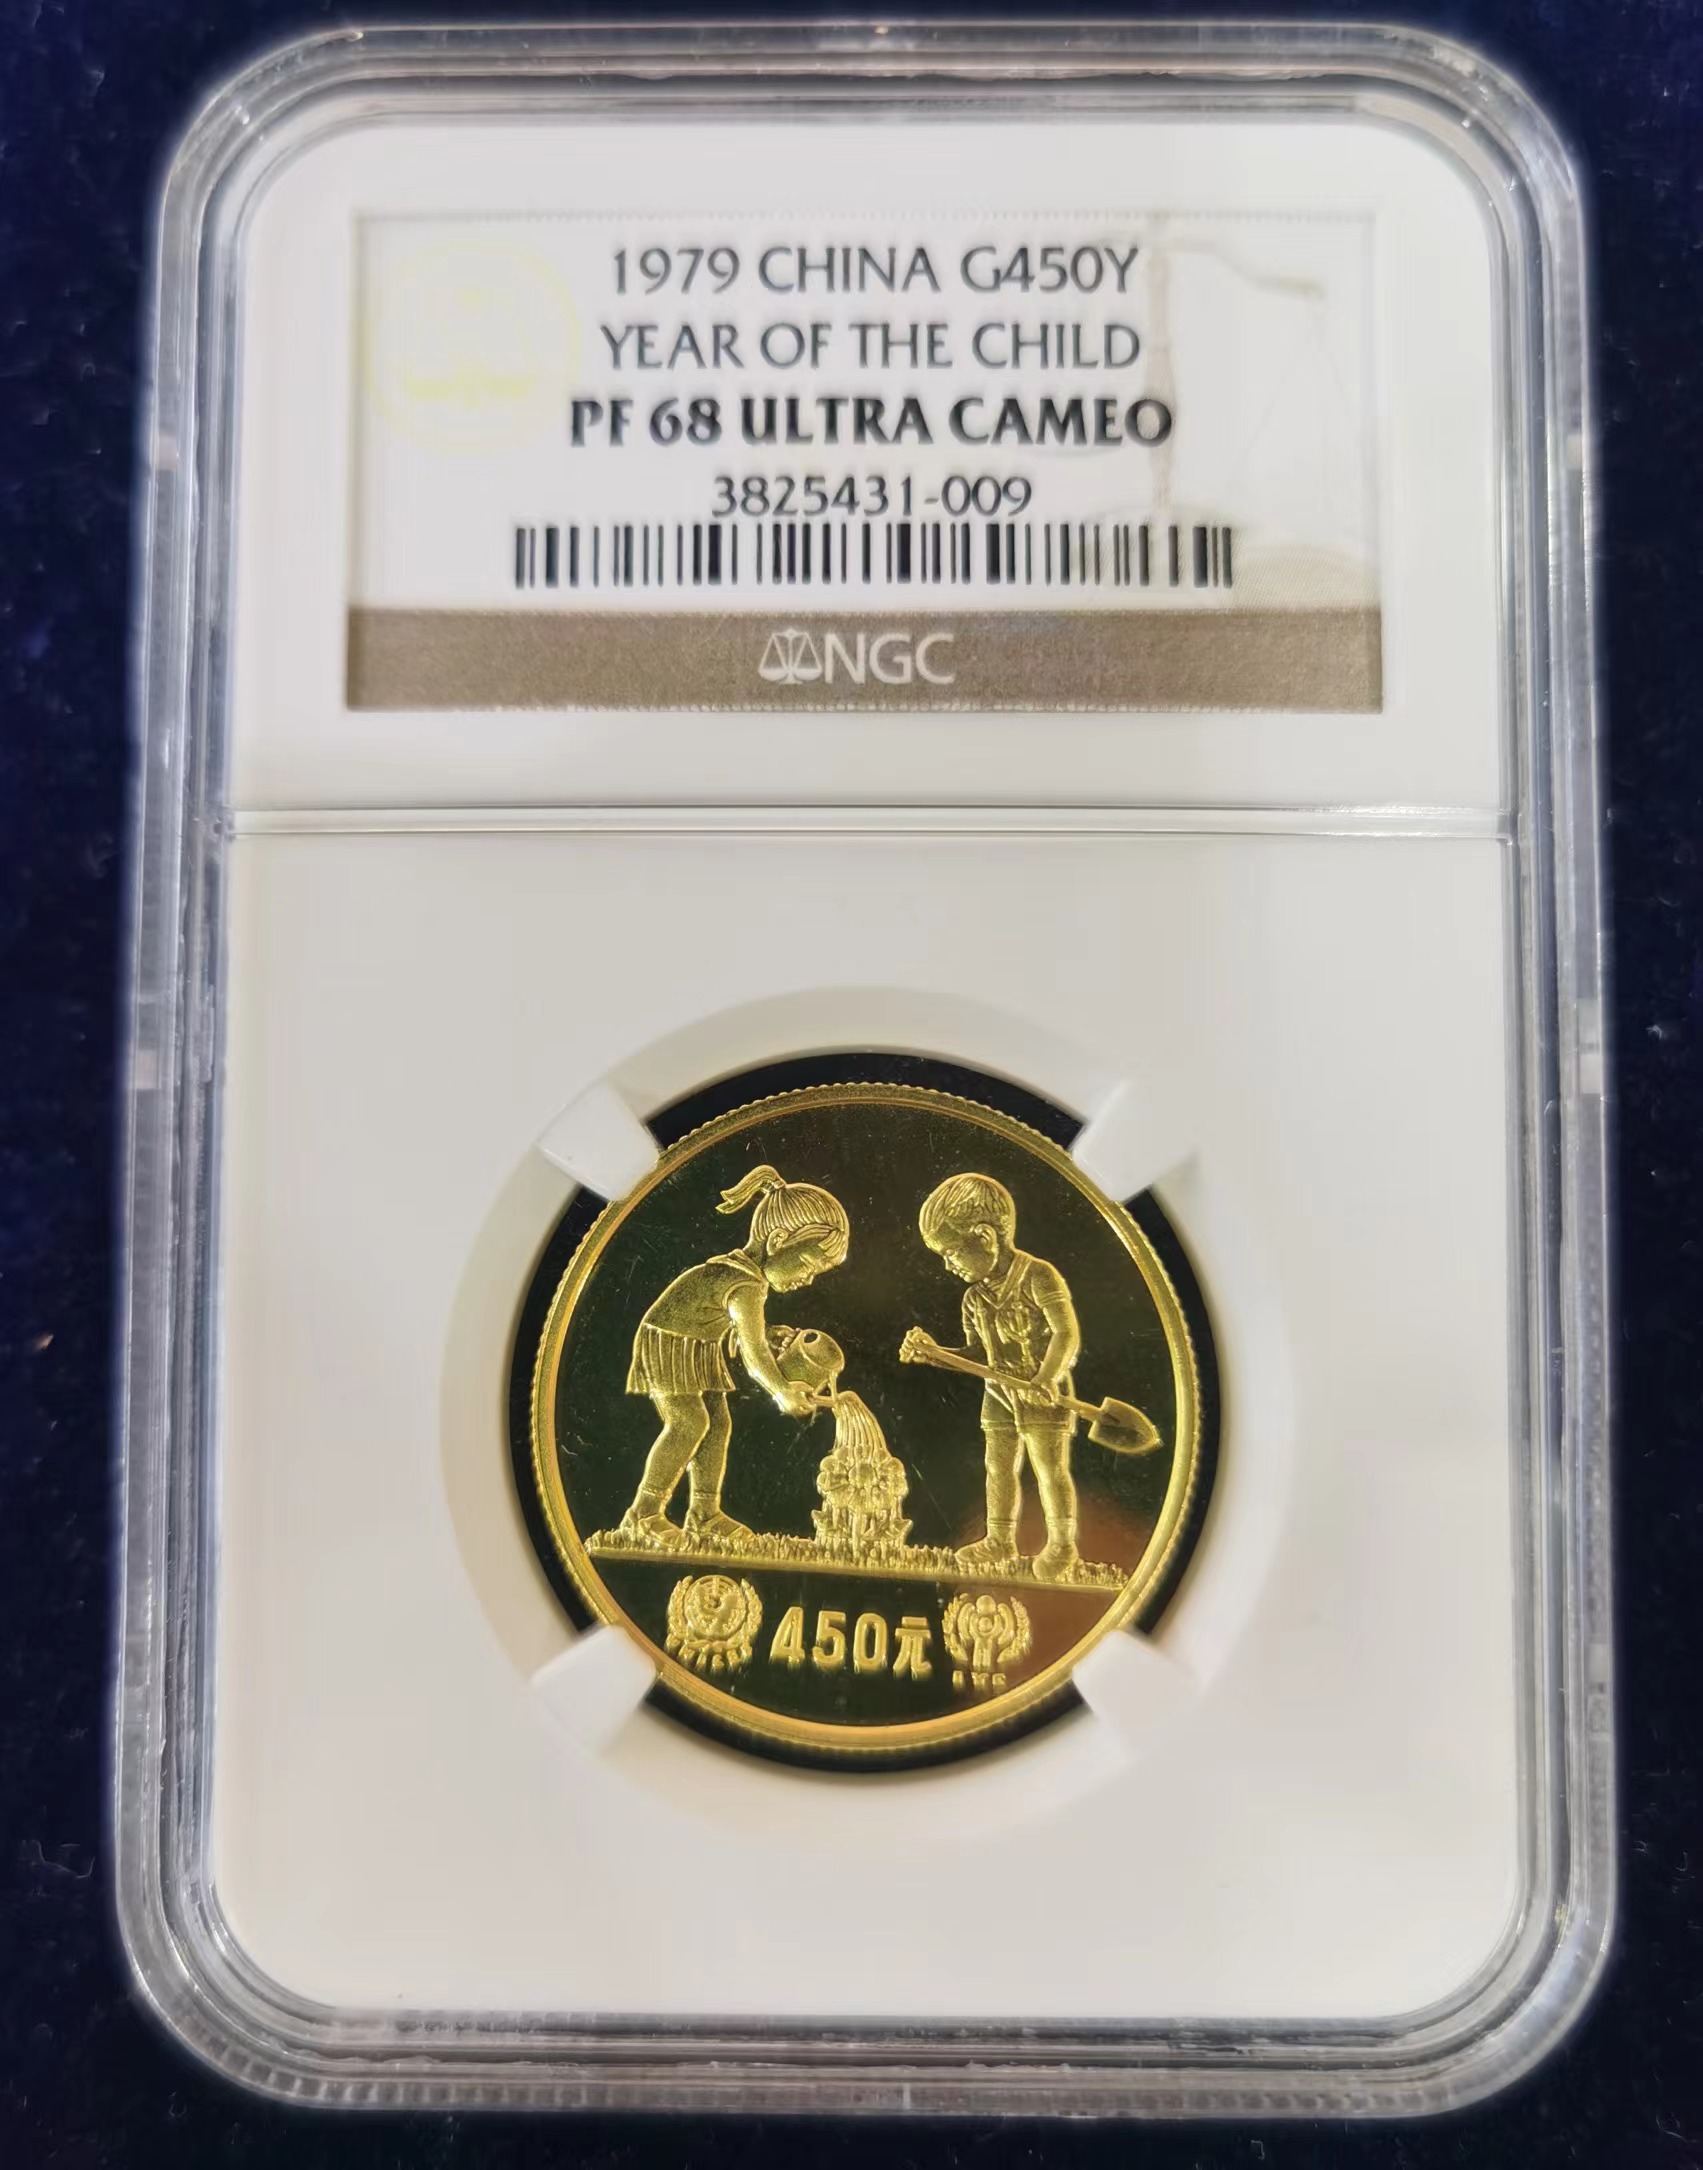 1979 CHINA G450Y
YEAR OF THE CHILD
PF 68 ULTRA CAMEO
3825431-009
NGC
450元